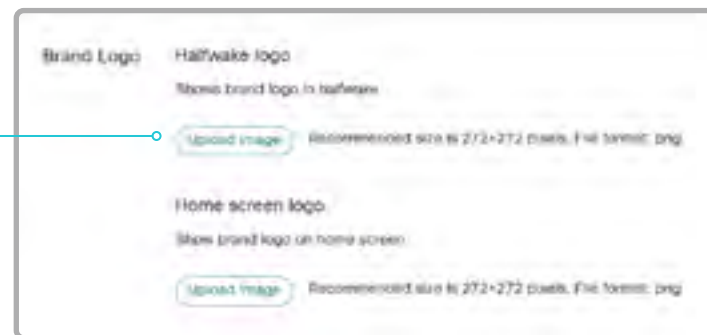 Brand Logo
Halfwake logo
Shows brand logo in halfware
Upload image
Recommended size is 272×272 pixels. File format: png
Home screen logo
Show brand logo on home screen
Upload image
Recommended size is 272×272 pixels. File format: png